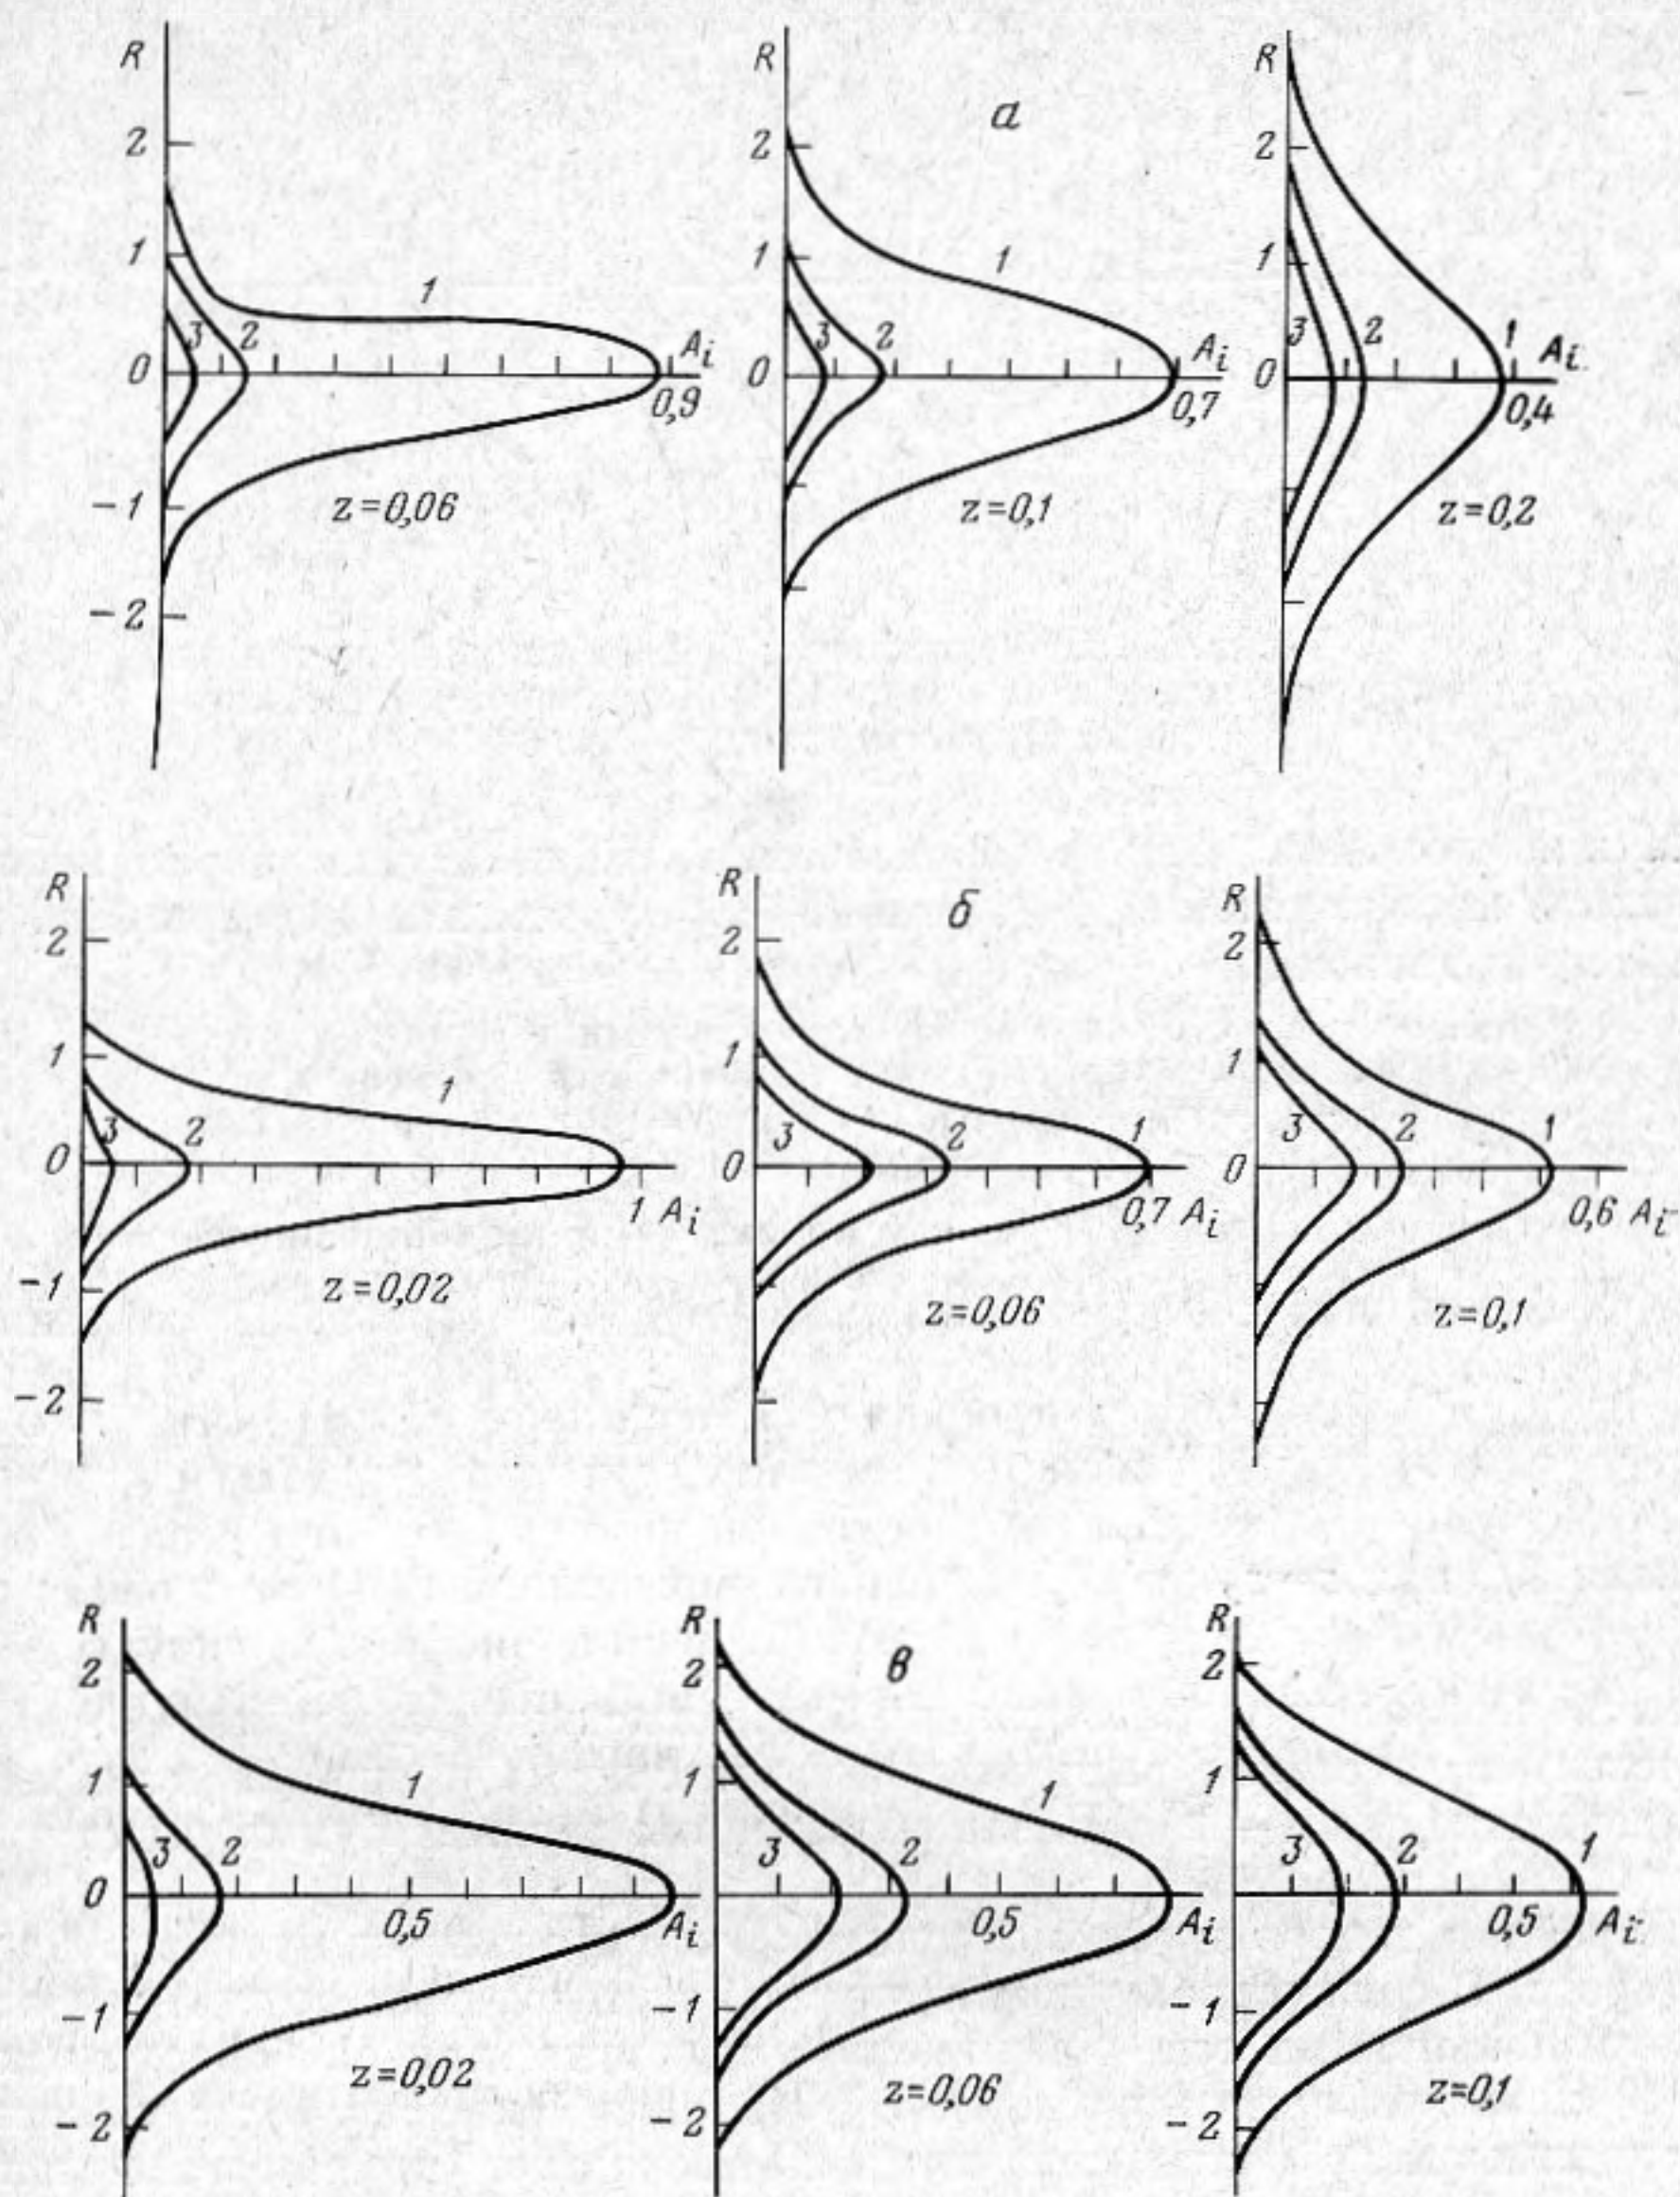 R R a R
2 2 2
1 1 1 1
3 2 A_i 3 2 A_i 3 2 1 A_i
0 0,9 0 0,7 0 0,4
-1 z=0,06 z=0,1 z=0,2
-2
R R б R
2 2 2
1 1 1 1
3 2 3 2 1 3 2 1
0 1 A_i 0 0,7 A_i 0 0,6 A_i
-1 z=0,02 z=0,06 z=0,1
-2
R R в R
2 2 2
1 1 1 1 1
3 2 3 2 3 2 1
0 0,5 A_i 0,5 A_i 0,5 A_i
-1 -1 -1
z=0,02 z=0,06 z=0,1
-2 -2 -2